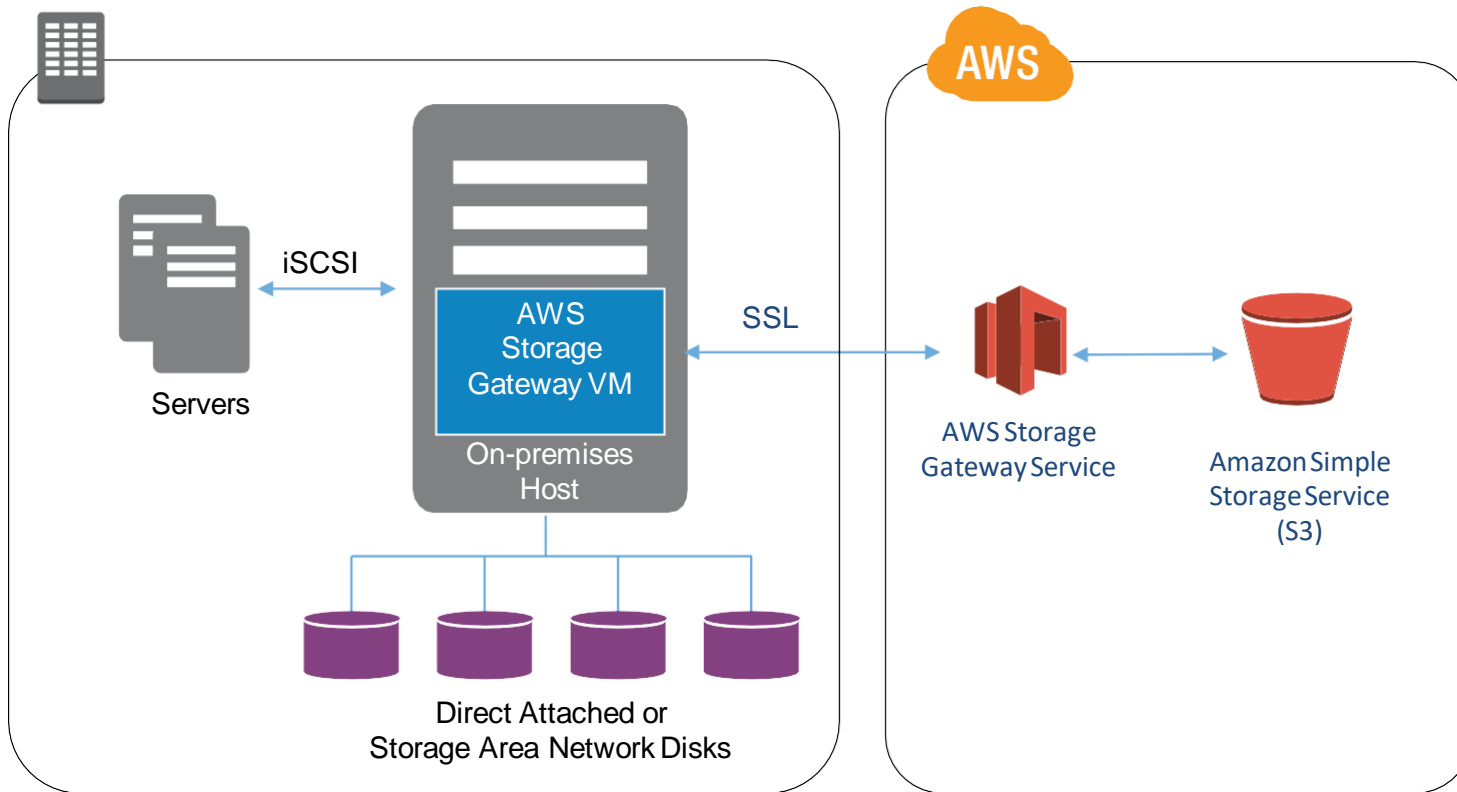 AWS
iSCSI
Servers
AWS
Storage
Gateway VM
On-premises
Host
SSL
AWS Storage
Gateway Service
Amazon Simple
Storage Service
(S3)
Direct Attached or
Storage Area Network Disks